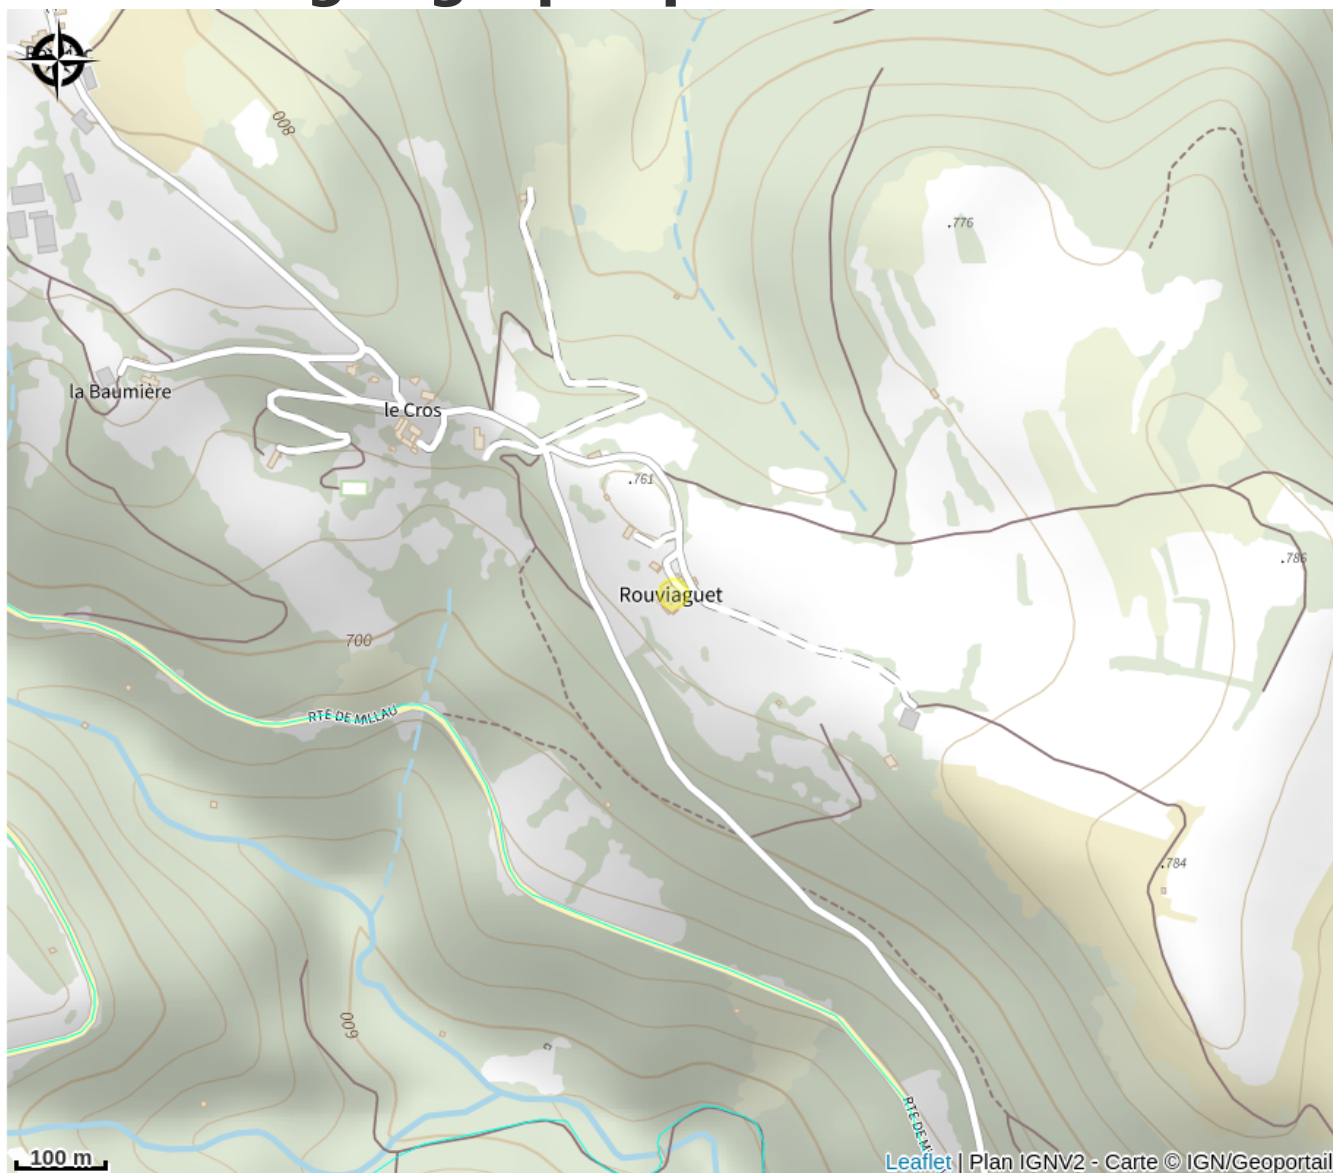 800
.776
la Baumière
le Cros
.761
.786
Rouviaguet
700
RTE DE MILLAU
.784
600
G
RTE DE M
100 m
Leaflet | Plan IGNV2 - Carte © IGN/Geoportail